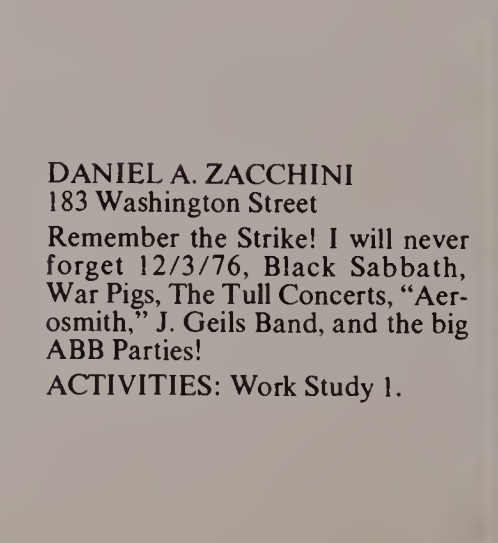 DANIEL A. ZACCHINI
183 Washington Street
Remember the Strike! I will never
forget 12/3/76, Black Sabbath,
War Pigs, The Tull Concerts, “Aer-
osmith,” J. Geils Band, and the big
ABB Parties!
ACTIVITIES: Work Study 1.